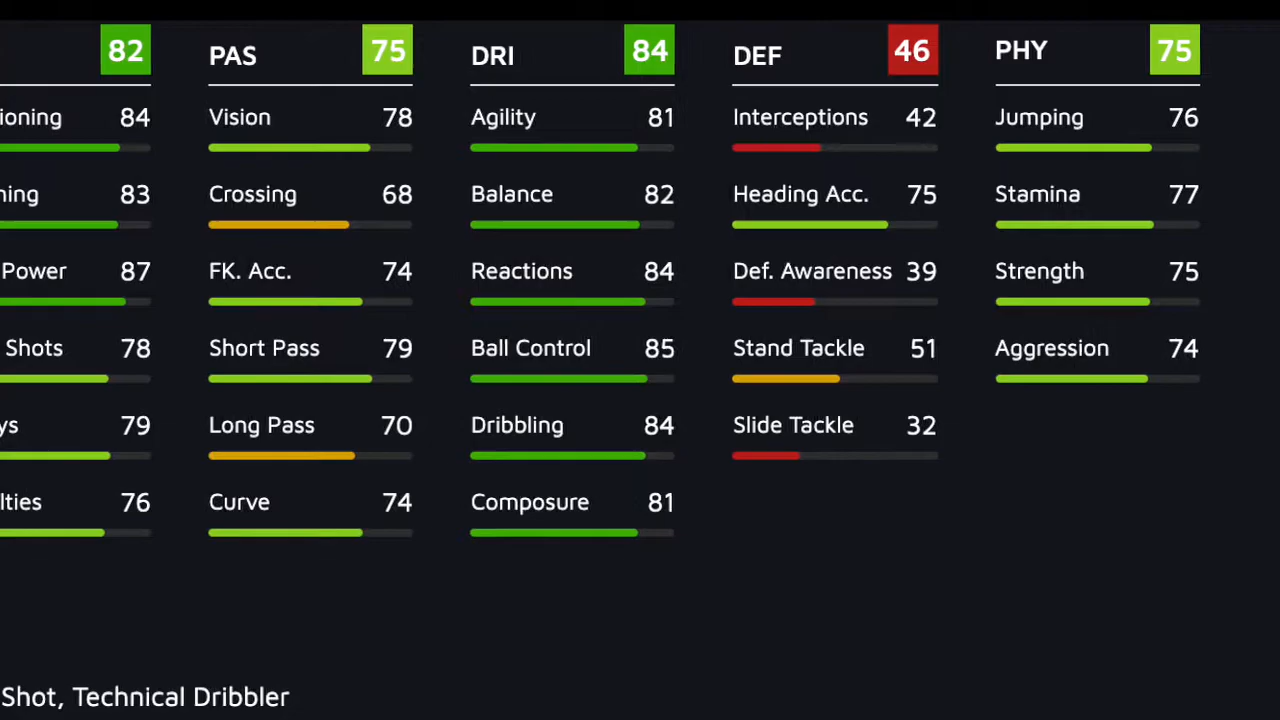 82 PAS 75 DRI 84 DEF 46 PHY 75
ioning 84 Vision 78 Agility 81 Interceptions 42 Jumping 76
ning 83 Crossing 68 Balance 82 Heading Acc. 75 Stamina 77
Power 87 FK. Acc. 74 Reactions 84 Def. Awareness 39 Strength 75
Shots 78 Short Pass 79 Ball Control 85 Stand Tackle 51 Aggression 74
ys 79 Long Pass 70 Dribbling 84 Slide Tackle 32
lties 76 Curve 74 Composure 81
Shot, Technical Dribbler